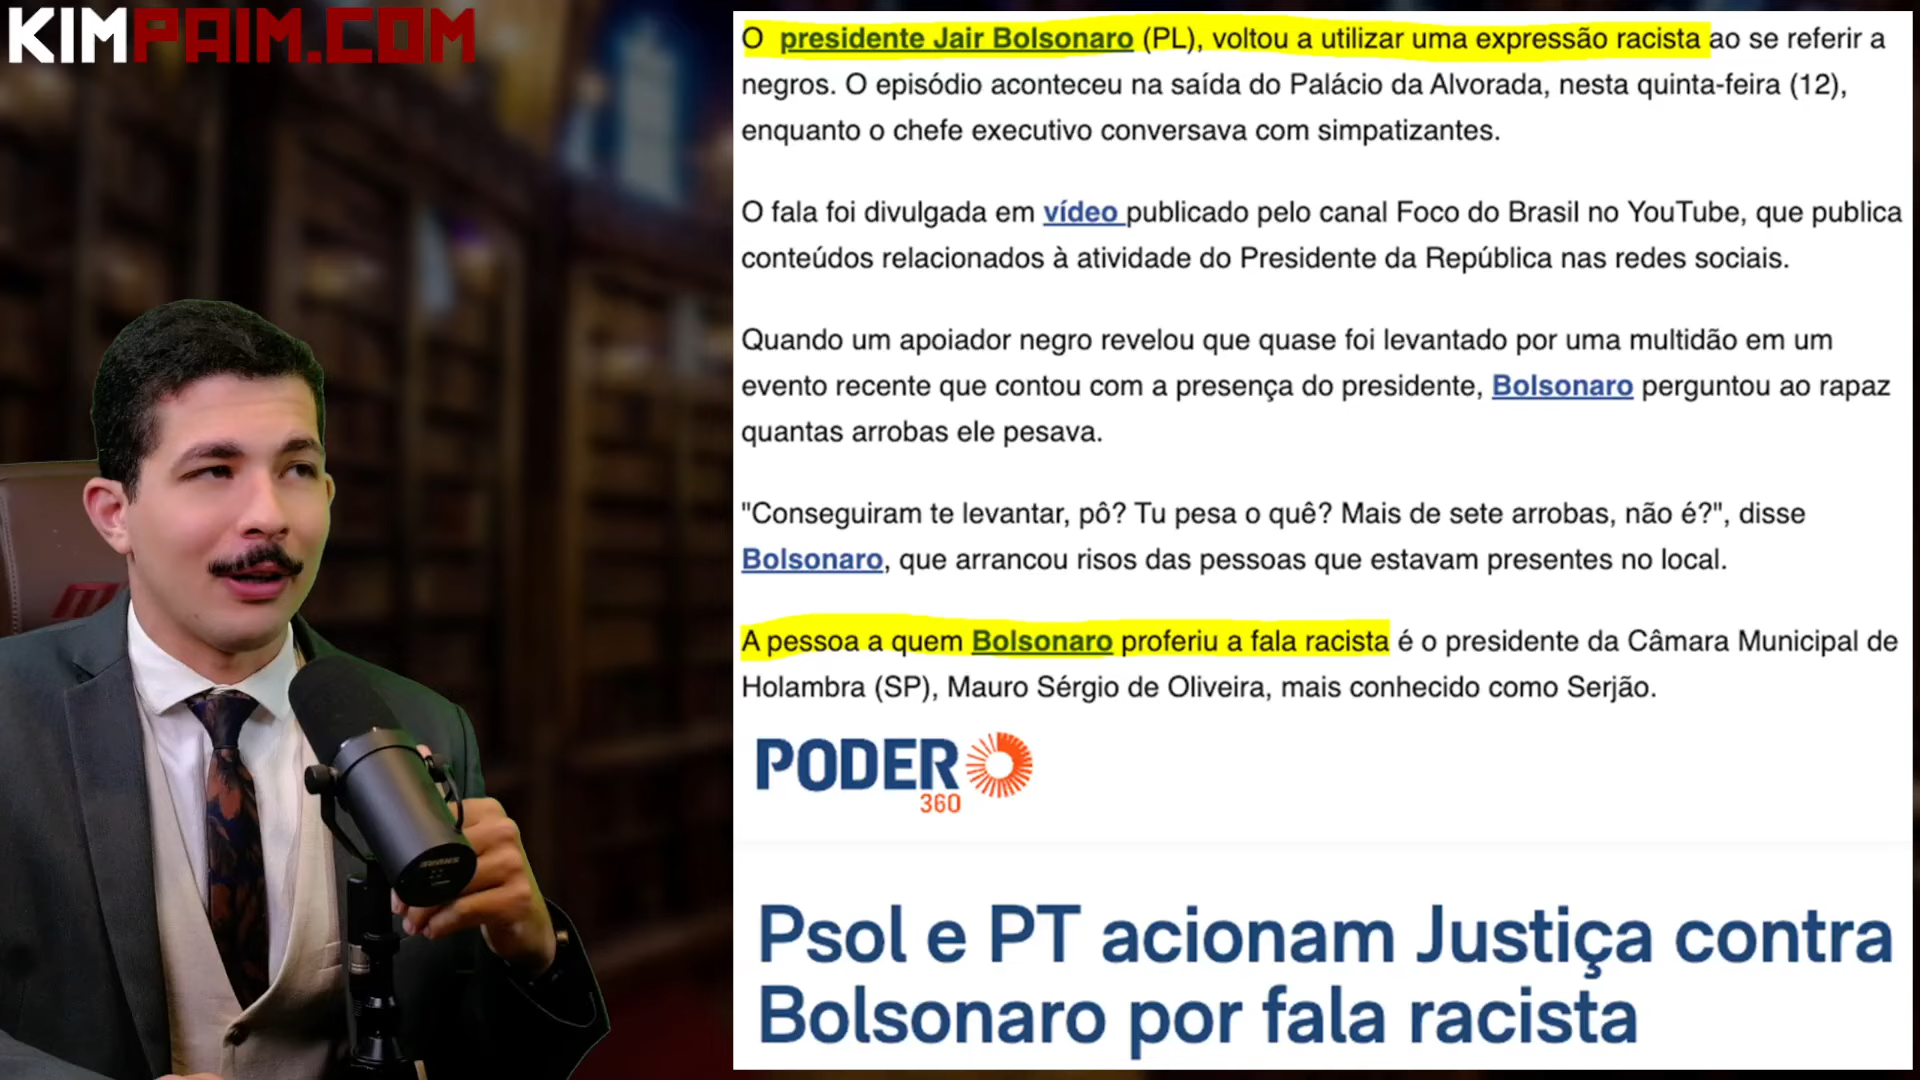 KIMPAIM.COM
O presidente Jair Bolsonaro (PL), voltou a utilizar uma expressão racista ao se referir a
negros. O episódio aconteceu na saída do Palácio da Alvorada, nesta quinta-feira (12),
enquanto o chefe executivo conversava com simpatizantes.
O fala foi divulgada em vídeo publicado pelo canal Foco do Brasil no YouTube, que publica
conteúdos relacionados à atividade do Presidente da República nas redes sociais.
Quando um apoiador negro revelou que quase foi levantado por uma multidão em um
evento recente que contou com a presença do presidente, Bolsonaro perguntou ao rapaz
quantas arrobas ele pesava.
"Conseguiram te levantar, pô? Tu pesa o quê? Mais de sete arrobas, não é?", disse
Bolsonaro, que arrancou risos das pessoas que estavam presentes no local.
A pessoa a quem Bolsonaro proferiu a fala racista é o presidente da Câmara Municipal de
Holambra (SP), Mauro Sérgio de Oliveira, mais conhecido como Serjão.
PODER
360
Psol e PT acionam Justiça contra
Bolsonaro por fala racista
SHURE